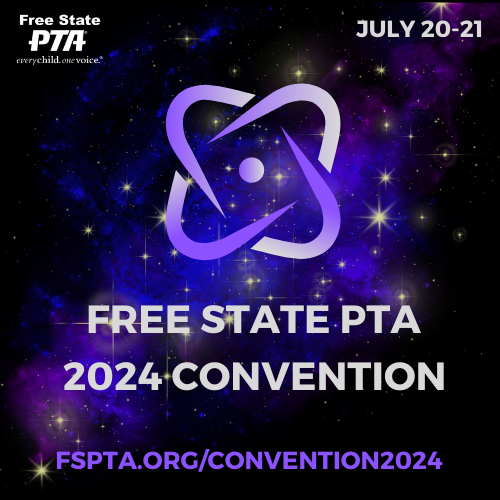 Free State
PTA®
everychild.onevoice.®
JULY 20-21
FREE STATE PTA
2024 CONVENTION
FSPTA.ORG/CONVENTION2024